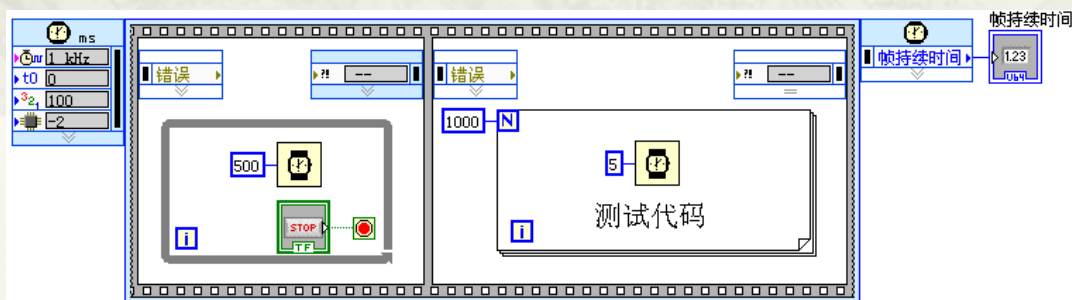 帧持续时间
ms
1 kHz
t0 0
321 100
-2
错误
?! --
错误
?! --
帧持续时间
1.23
U64
1000 N
500
5
STOP
TF
测试代码
i
i